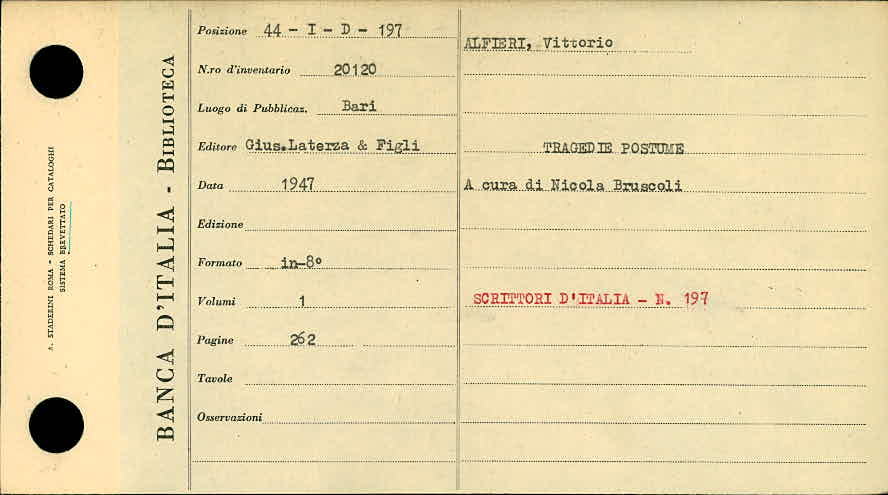 A. STADERINI ROMA - SCHEDARI PER CATALOGHI
SISTEMA BREVETTATO
BANCA D'ITALIA - BIBLIOTECA
Posizione 44 - I - D - 197
N.ro d'inventario 20120
Luogo di Pubblicaz. Bari
Editore Gius.Laterza & Figli
Data 1947
Edizione
Formato in-8°
Volumi 1
Pagine 262
Tavole
Osservazioni
ALFIERI, Vittorio
TRAGEDIE POSTUME
A cura di Nicola Bruscoli
SCRITTORI D'ITALIA - N. 197